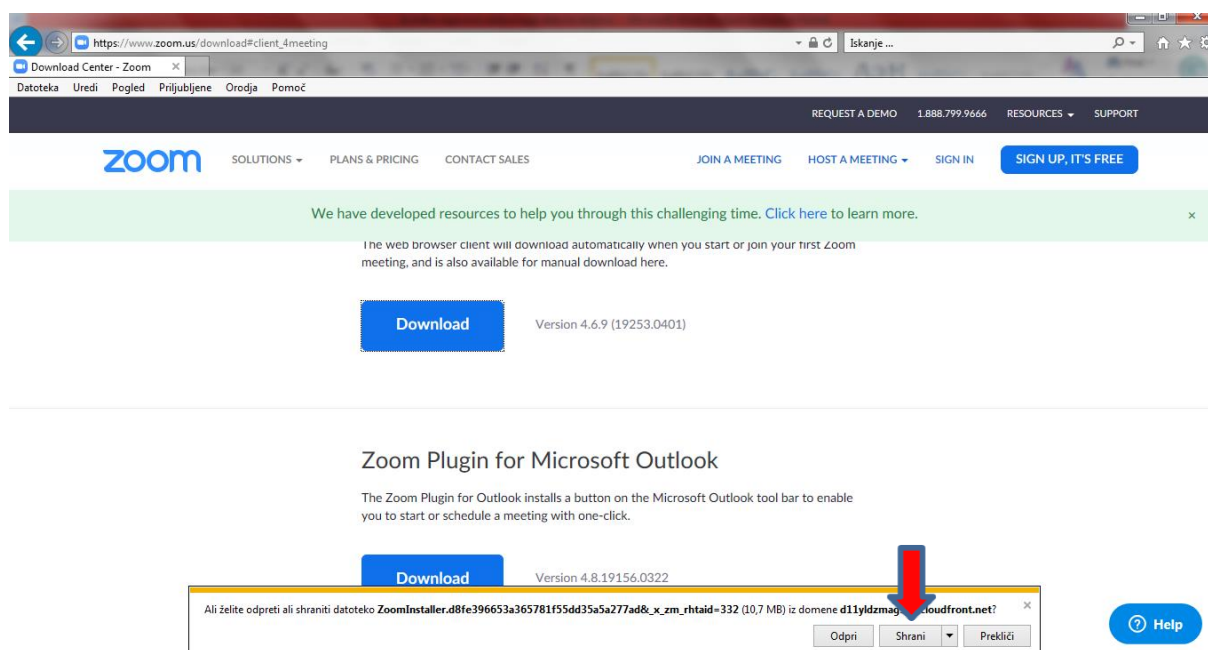 https://www.zoom.us/download#client_4meeting
Iskanje ...
Download Center - Zoom
Datoteka Uredi Pogled Priljubljene Orodja Pomoč
REQUEST A DEMO 1.888.799.9666 RESOURCES SUPPORT
zoom SOLUTIONS PLANS & PRICING CONTACT SALES JOIN A MEETING HOST A MEETING SIGN IN SIGN UP, IT'S FREE
We have developed resources to help you through this challenging time. Click here to learn more.
The web browser client will download automatically when you start or join your first Zoom
meeting, and is also available for manual download here.
Download Version 4.6.9 (19253.0401)
Zoom Plugin for Microsoft Outlook
The Zoom Plugin for Outlook installs a button on the Microsoft Outlook tool bar to enable
you to start or schedule a meeting with one-click.
Download Version 4.8.19156.0322
Ali želite odpreti ali shraniti datoteko ZoomInstaller.d8fe396653a365781f55dd35a5a277ad&_x_zm_rhtaid=332 (10,7 MB) iz domene
Odpri Shrani Prekliči
Help